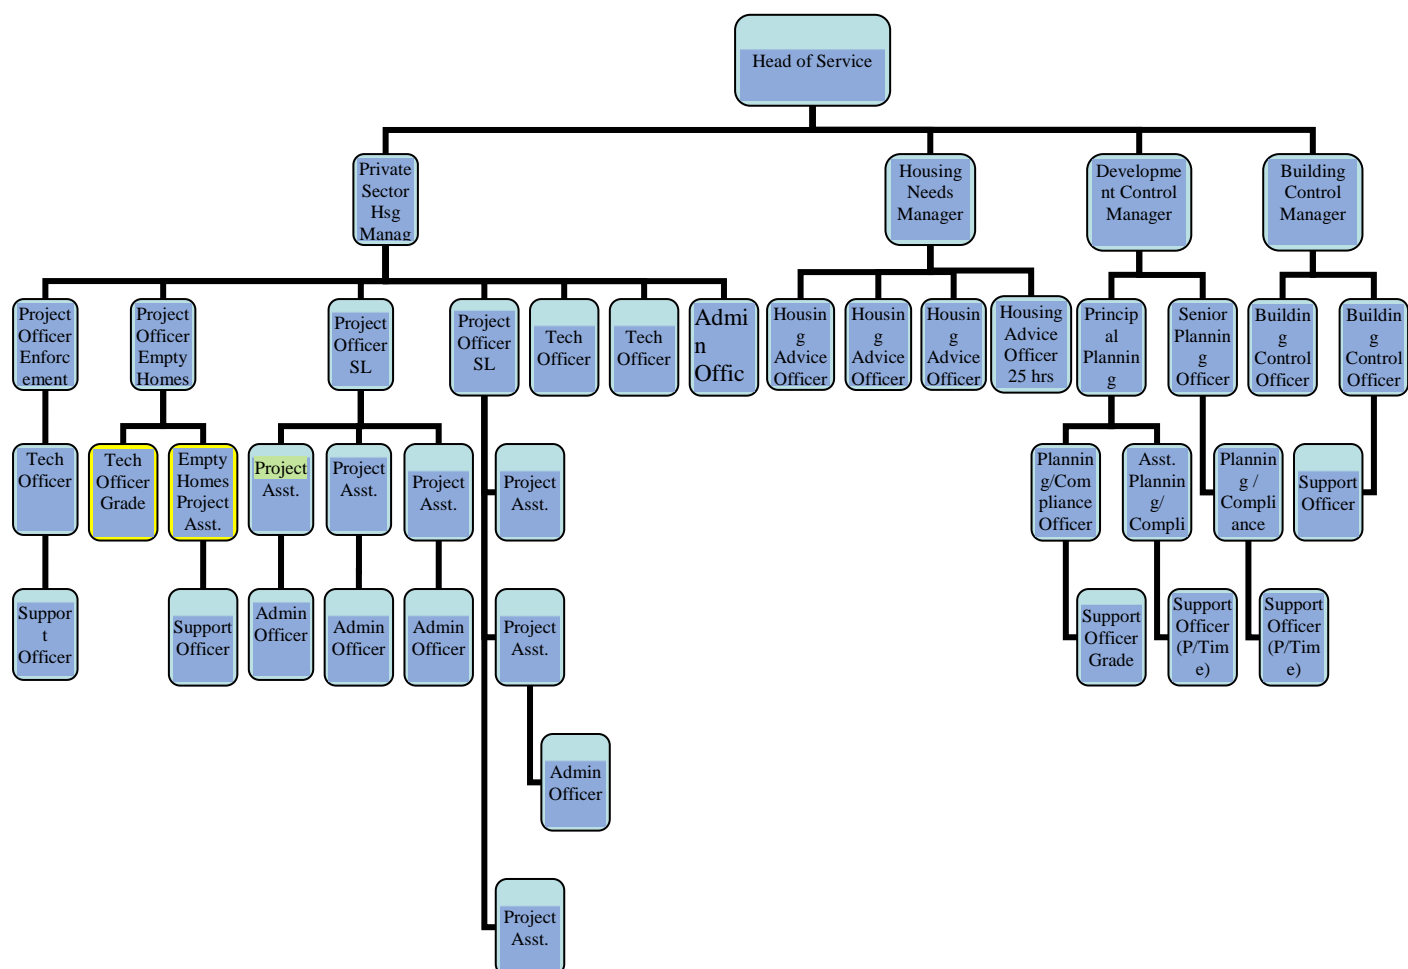 Head of Service
Private
Sector
Hsg
Manag
Housing
Needs
Manager
Developme
nt Control
Manager
Building
Control
Manager
Project
Officer
Enforc
ement
Project
Officer
Empty
Homes
Project
Officer
SL
Project
Officer
SL
Tech
Officer
Tech
Officer
Admi
n
Offic
Housin
g
Advice
Officer
Housin
g
Advice
Officer
Housin
g
Advice
Officer
Housing
Advice
Officer
25 hrs
Princip
al
Plannin
g
Senior
Plannin
g
Officer
Buildin
g
Control
Officer
Buildin
g
Control
Officer
Tech
Officer
Tech
Officer
Grade
Empty
Homes
Project
Asst.
Project
Asst.
Project
Asst.
Project
Asst.
Project
Asst.
Plannin
g/Com
pliance
Officer
Asst.
Plannin
g/
Compli
Plannin
g /
Compli
ance
Support
Officer
Suppor
t
Officer
Support
Officer
Admin
Officer
Admin
Officer
Admin
Officer
Project
Asst.
Support
Officer
Grade
Support
Officer
(P/Tim
e)
Support
Officer
(P/Tim
e)
Admin
Officer
Project
Asst.